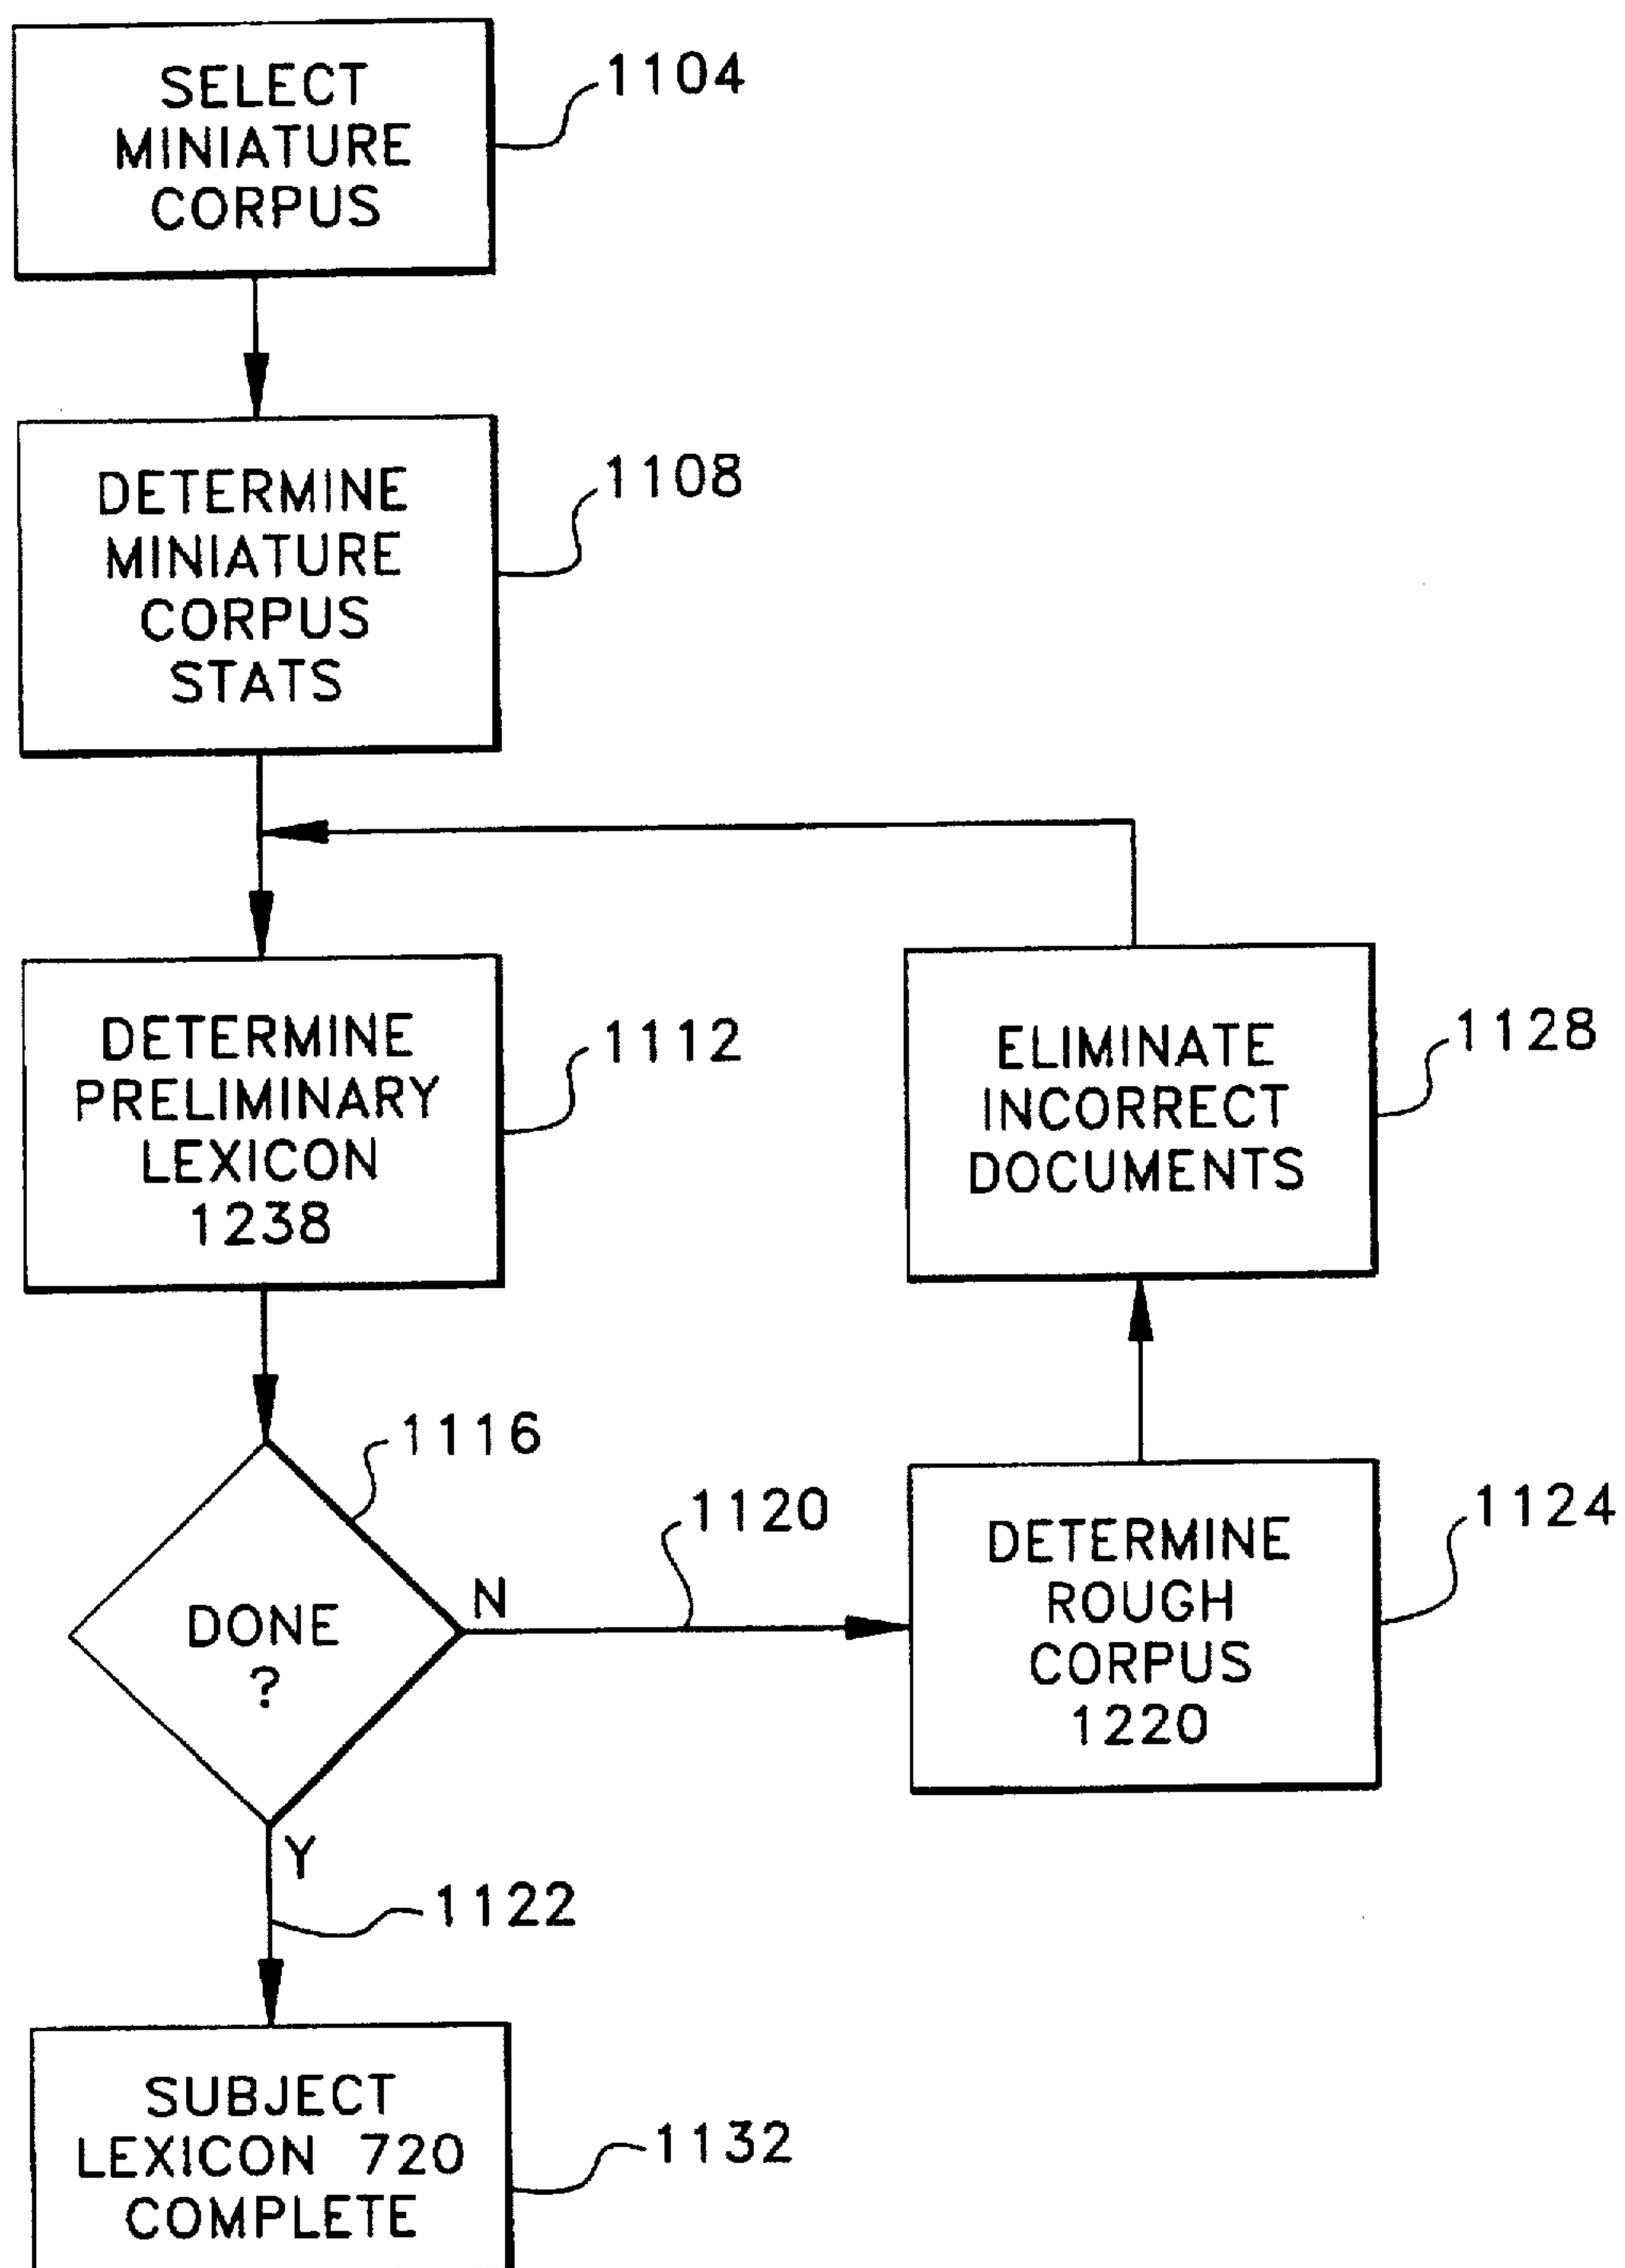 SELECT
MINIATURE
CORPUS
1104
DETERMINE
MINIATURE
CORPUS
STATS
1108
DETERMINE
PRELIMINARY
LEXICON
1238
1112
ELIMINATE
INCORRECT
DOCUMENTS
1128
DONE
?
1116
N
1120
DETERMINE
ROUGH
CORPUS
1220
1124
Y
1122
SUBJECT
LEXICON 720
COMPLETE
1132